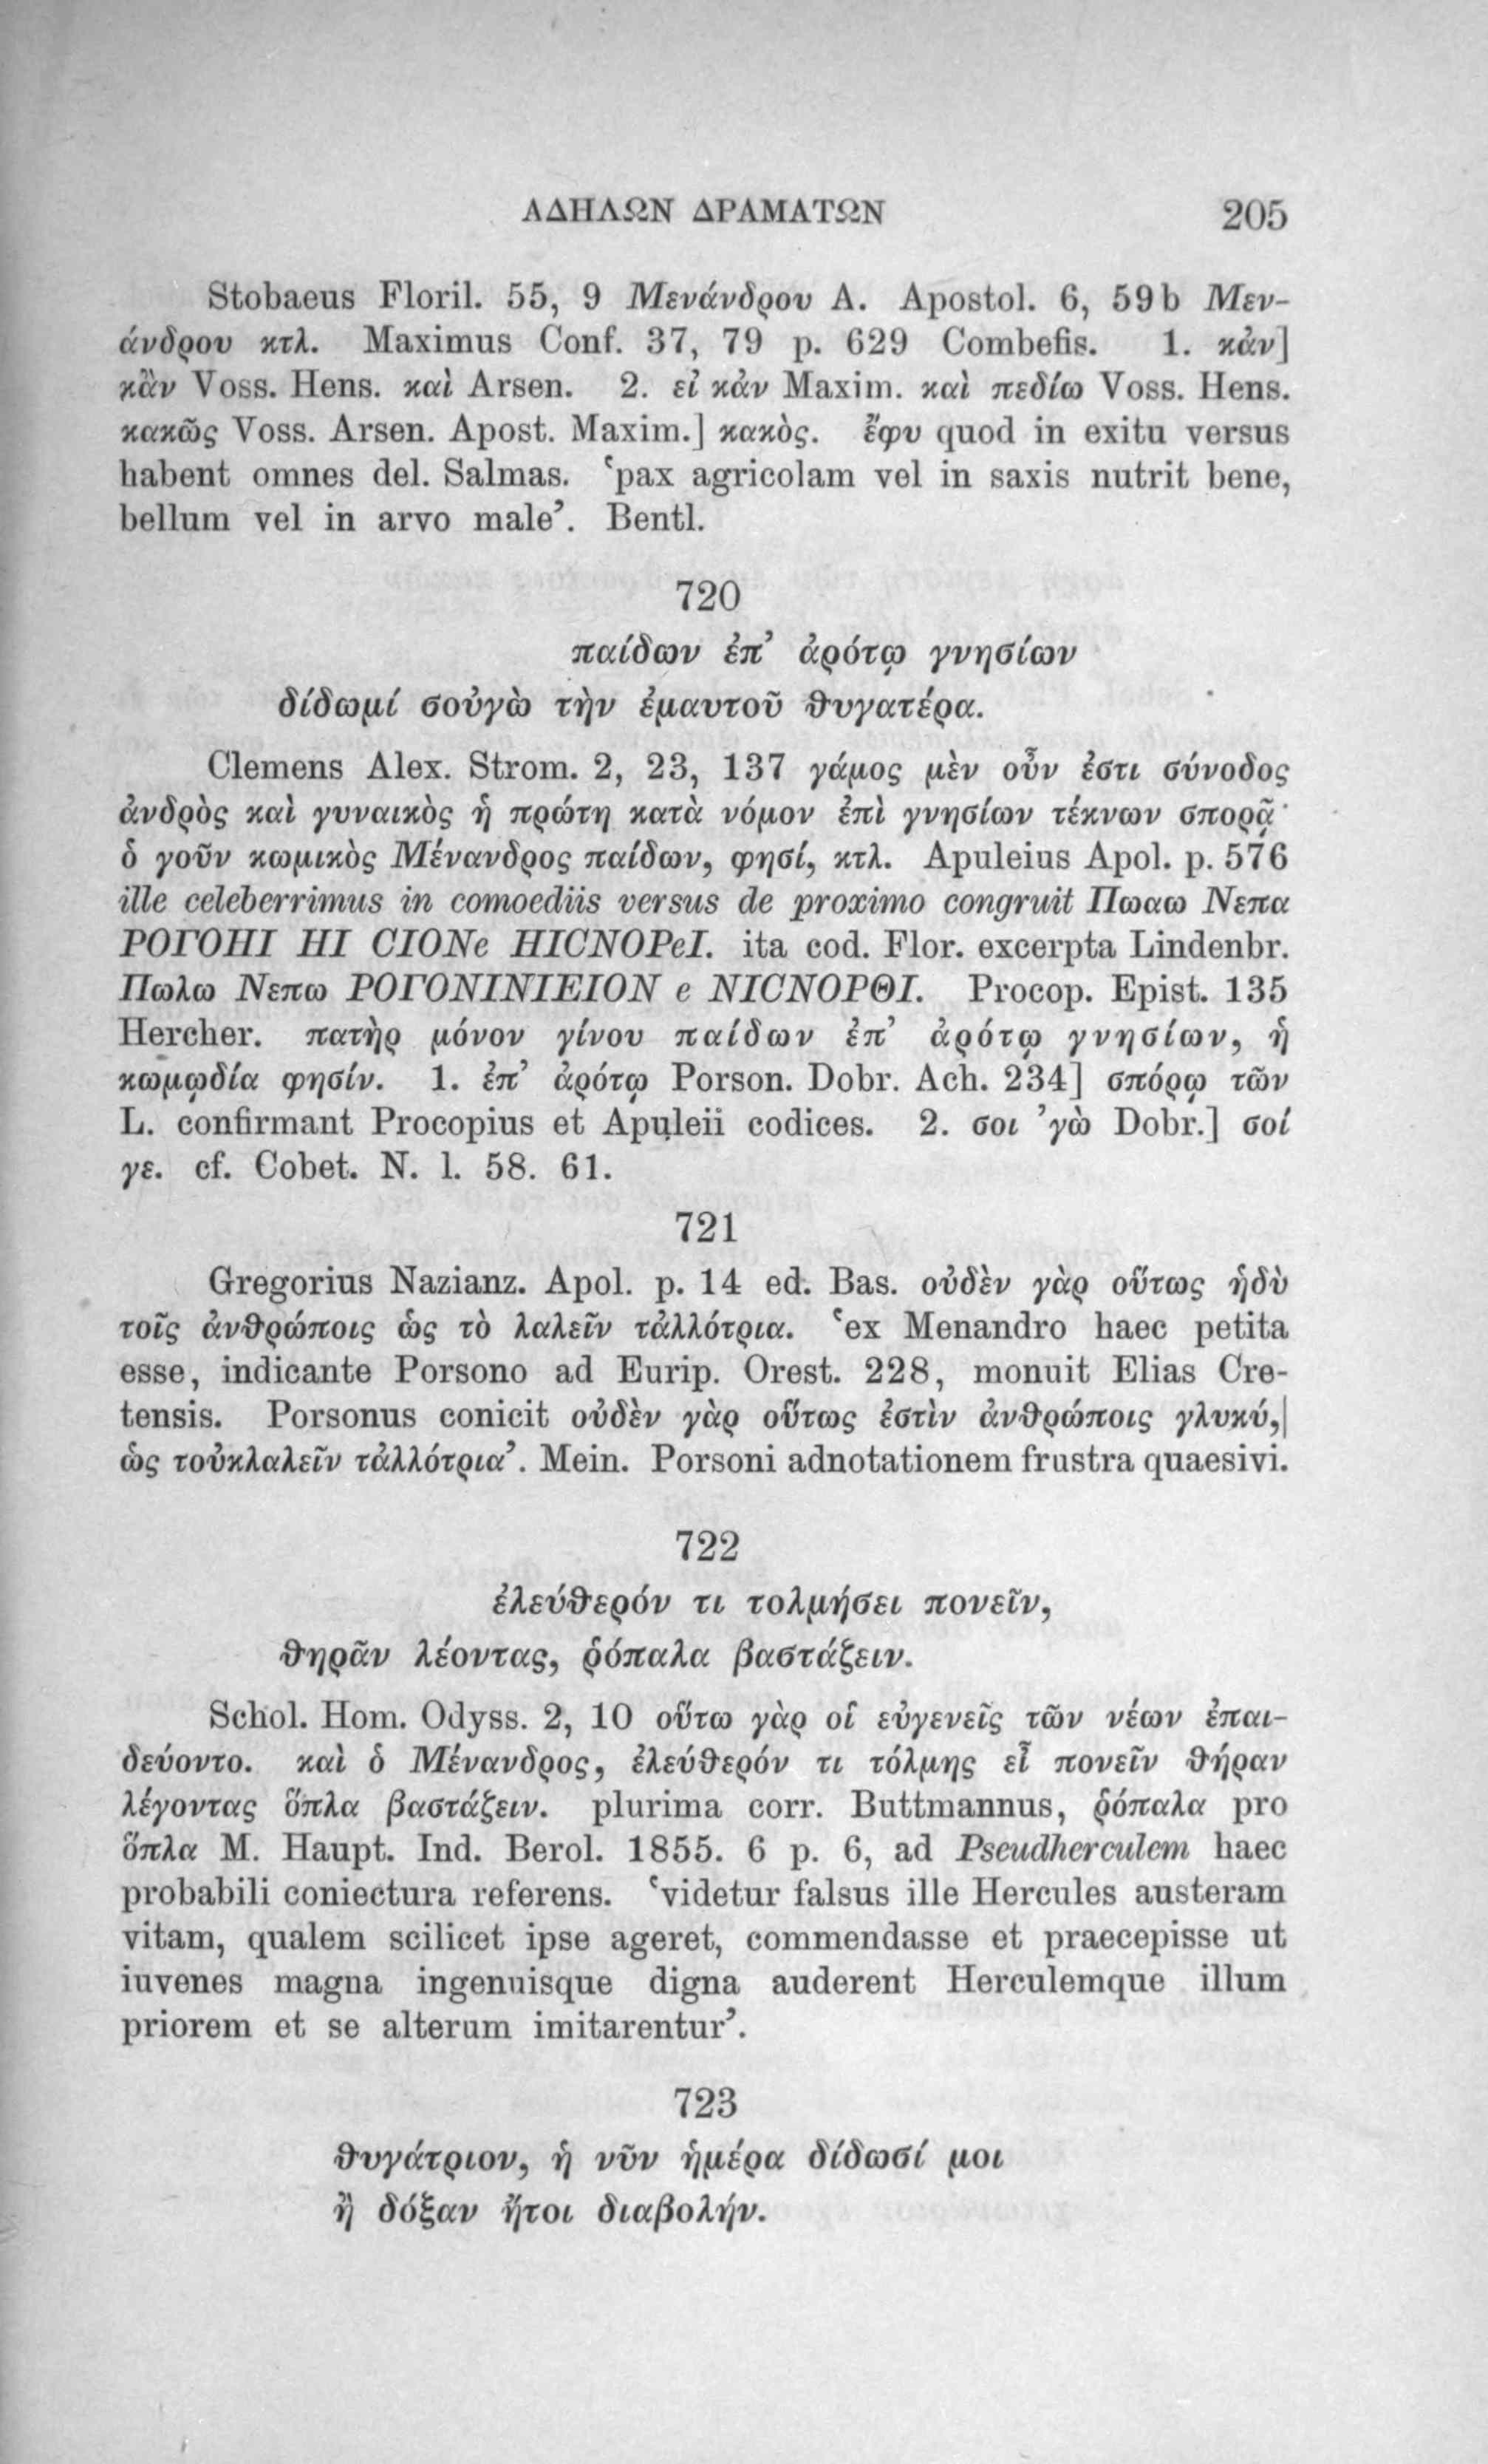 ΑΔΗΛΩΝ ΔΡΑΜΑΤΩΝ 205
Stobaeus Floril. 55, 9 Μενάνδρου A. Apostol. 6, 59b Μεν-
άνδρου κτλ. Maximus Conf. 37, 79 p. 629 Combefis. 1. κἀν]
κἂν Voss. Hens. καὶ Arsen. 2. εἰ κἀν Maxim. καὶ πεδίω Voss. Hens.
κακῶς Voss. Arsen. Apost. Maxim.] κακὸς. ἔφυ quod in exitu versus
habent omnes del. Salmas. ‘pax agricolam vel in saxis nutrit bene,
bellum vel in arvo male’. Bentl.
720
παίδων ἐπ’ ἀρότῳ γνησίων
δίδωμί σοὐγὼ τὴν ἐμαυτοῦ θυγατέρα.
Clemens Alex. Strom. 2, 23, 137 γάμος μὲν οὖν ἐστι σύνοδος
ἀνδρὸς καὶ γυναικὸς ἡ πρώτη κατὰ νόμον ἐπὶ γνησίων τέκνων σπορᾷ·
ὁ γοῦν κωμικὸς Μένανδρος παίδων, φησί, κτλ. Apuleius Apol. p. 576
ille celeberrimus in comoediis versus de proximo congruit Πωαω Νεπα
ΡΟΓΟΗΙ ΗΙ CIONe HICNOPeI. ita cod. Flor. excerpta Lindenbr.
Πωλω Νεπω ΡΟΓΟΝΙΝΙΕΙΟΝ e NICNOPΘI. Procop. Epist. 135
Hercher. πατὴρ μόνον γίνου παίδων ἐπ’ ἀρότῳ γνησίων, ἡ
κωμῳδία φησίν. 1. ἐπ’ ἀρότῳ Porson. Dobr. Ach. 234] σπόρῳ τῶν
L. confirmant Procopius et Apuleii codices. 2. σοι ’γὼ Dobr.] σοί
γε. cf. Cobet. N. l. 58. 61.
721
Gregorius Nazianz. Apol. p. 14 ed. Bas. οὐδὲν γὰρ οὕτως ἡδὺ
τοῖς ἀνθρώποις ὡς τὸ λαλεῖν τἀλλότρια. ‘ex Menandro haec petita
esse, indicante Porsono ad Eurip. Orest. 228, monuit Elias Cre-
tensis. Porsonus conicit οὐδὲν γὰρ οὕτως ἐστὶν ἀνθρώποις γλυκύ,|
ὡς τοὐκλαλεῖν τἀλλότρια’. Mein. Porsoni adnotationem frustra quaesivi.
722
ἐλεύθερόν τι τολμήσει πονεῖν,
θηρᾶν λέοντας, ῥόπαλα βαστάζειν.
Schol. Hom. Odyss. 2, 10 οὕτω γὰρ οἱ εὐγενεῖς τῶν νέων ἐπαι-
δεύοντο. καὶ ὁ Μένανδρος, ἐλεύθερόν τι τόλμης εἶ πονεῖν θήραν
λέγοντας ὅπλα βαστάζειν. plurima corr. Buttmannus, ῥόπαλα pro
ὅπλα M. Haupt. Ind. Berol. 1855. 6 p. 6, ad Pseudherculem haec
probabili coniectura referens. ‘videtur falsus ille Hercules austeram
vitam, qualem scilicet ipse ageret, commendasse et praecepisse ut
iuvenes magna ingenuisque digna auderent Herculemque illum
priorem et se alterum imitarentur’.
723
θυγάτριον, ἡ νῦν ἡμέρα δίδωσί μοι
ἢ δόξαν ἤτοι διαβολήν.